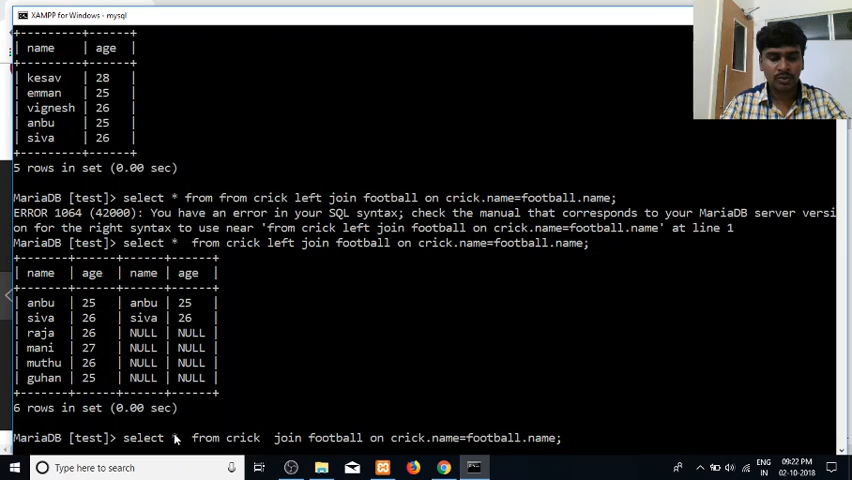 XAMPP for Windows - mysql
+---------+------+
| name | age |
| kesav | 28 |
| emman | 25 |
| vignesh | 26 |
| anbu | 25 |
| siva | 26 |
+---------+------+
5 rows in set (0.00 sec)
MariaDB [test]> select * from from crick left join football on crick.name=football.name;
ERROR 1064 (42000): You have an error in your SQL syntax; check the manual that corresponds to your MariaDB server versi
on for the right syntax to use near 'from crick left join football on crick.name=football.name' at line 1
MariaDB [test]> select *  from crick left join football on crick.name=football.name;
+-------+------+------+------+
| name | age | name | age |
+-------+------+------+------+
| anbu | 25 | anbu | 25 |
| siva | 26 | siva | 26 |
| raja | 26 | NULL | NULL |
| mani | 27 | NULL | NULL |
| muthu | 26 | NULL | NULL |
| guhan | 25 | NULL | NULL |
+-------+------+------+------+
6 rows in set (0.00 sec)
MariaDB [test]> select *  from crick  join football on crick.name=football.name;
Type here to search
ENG
IN
09:22 PM
02-10-2018